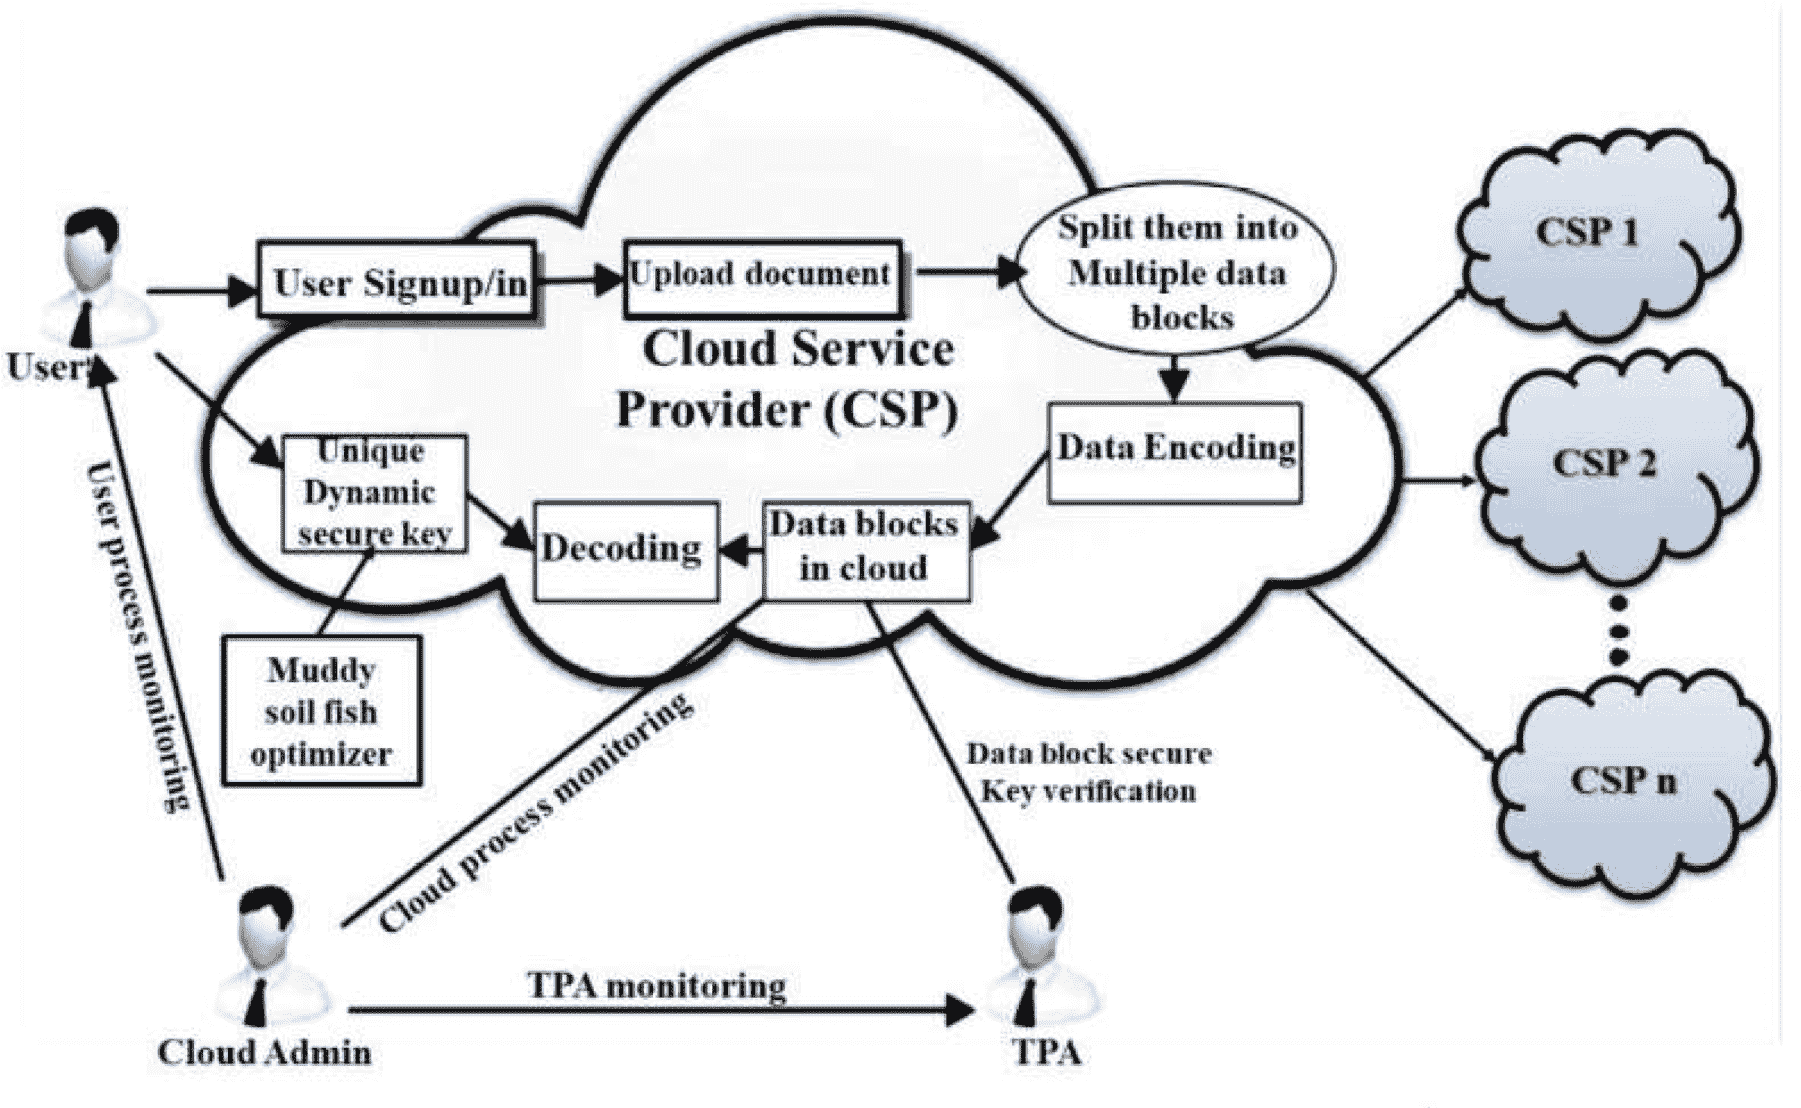 Split them into
Multiple data
blocks
CSP 1
User Signup/in
Upload document
Cloud Service
Provider (CSP)
Users
Unique
Dynamic
secure key
Data Encoding
CSP 2
Decoding
Data blocks
in cloud
User process monitoring
Muddy
soil fish
optimizer
Cloud process monitoring
Data block secure
Key verification
CSP n
TPA monitoring
Cloud Admin
TPA